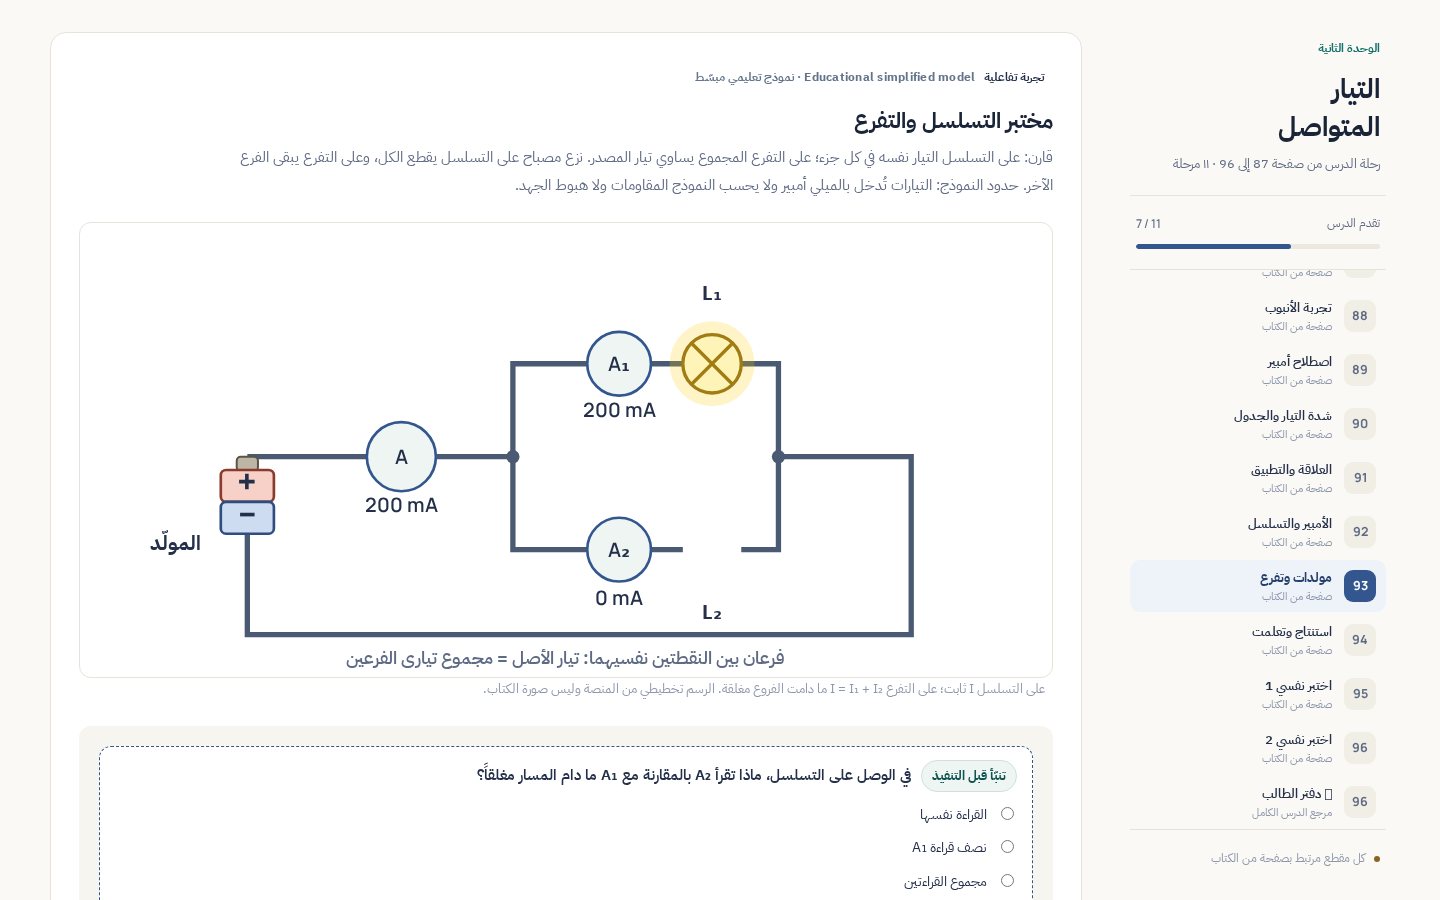 الوحدة الثانية
التيار
المتواصل
رحلة الدرس من صفحة 87 إلى 96 · ١١ مرحلة
تقدم الدرس
7 / 11
صفحة من الكتاب
88
تجربة الأنبوب
صفحة من الكتاب
89
اصطلاح أمبير
صفحة من الكتاب
90
شدة التيار والجدول
صفحة من الكتاب
91
العلاقة والتطبيق
صفحة من الكتاب
92
الأمبير والتسلسل
صفحة من الكتاب
93
مولدات وتفرع
صفحة من الكتاب
94
استنتاج وتعلمت
صفحة من الكتاب
95
اختبر نفسي 1
صفحة من الكتاب
96
اختبر نفسي 2
صفحة من الكتاب
96
دفتر الطالب
مرجع الدرس الكامل
كل مقطع مرتبط بصفحة من الكتاب
تجربة تفاعلية Educational simplified model · نموذج تعليمي مبسّط
مختبر التسلسل والتفرع
قارن: على التسلسل التيار نفسه في كل جزء؛ على التفرع المجموع يساوي تيار المصدر. نزع مصباح على التسلسل يقطع الكل، وعلى التفرع يبقى الفرع
الآخر. حدود النموذج: التيارات تُدخل بالميلي أمبير ولا يحسب النموذج المقاومات ولا هبوط الجهد.
L₁
A₁
200 mA
A
200 mA
+
−
المولّد
A₂
0 mA
L₂
فرعان بين النقطتين نفسيهما: تيار الأصل = مجموع تياري الفرعين
على التسلسل I ثابت؛ على التفرع I = I₁ + I₂ ما دامت الفروع مغلقة. الرسم تخطيطي من المنصة وليس صورة الكتاب.
تنبّأ قبل التنفيذ في الوصل على التسلسل، ماذا تقرأ A₂ بالمقارنة مع A₁ ما دام المسار مغلقاً؟
القراءة نفسها
نصف قراءة A₁
مجموع القراءتين